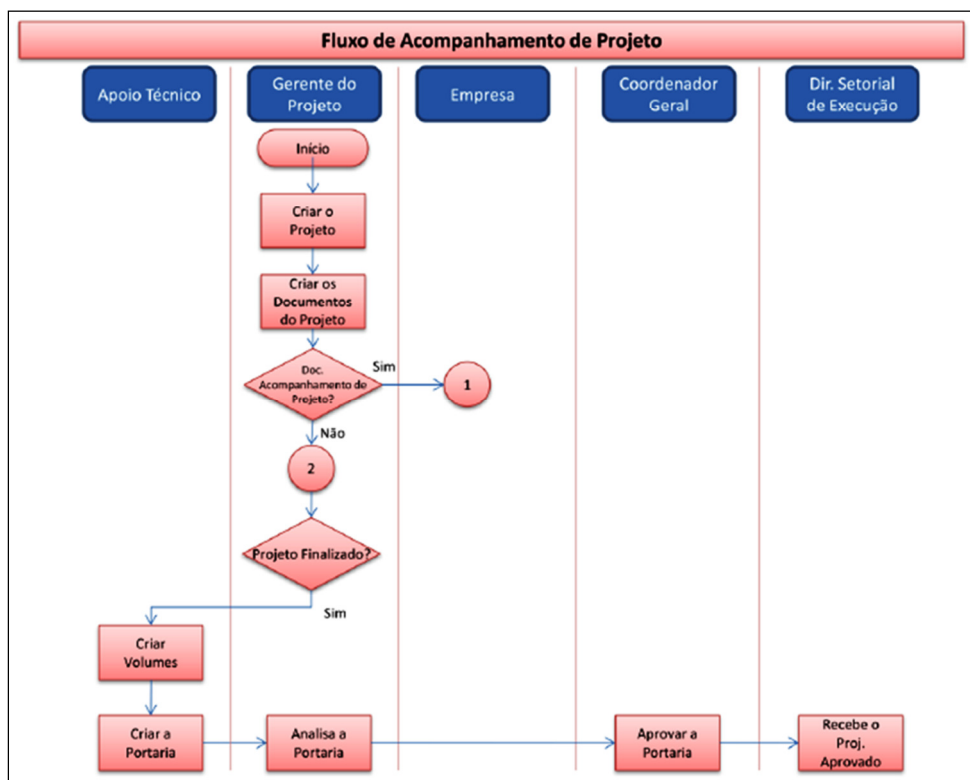 Fluxo de Acompanhamento de Projeto
Apoio Técnico
Gerente do
Projeto
Empresa
Coordenador
Geral
Dir. Setorial
de Execução
Início
Criar o
Projeto
Criar os
Documentos
do Projeto
Doc.
Acompanhamento de
Projeto?
Sim
1
Não
2
Projeto Finalizado?
Sim
Criar
Volumes
Criar a
Portaria
Analisa a
Portaria
Aprovar a
Portaria
Recebe o
Proj.
Aprovado